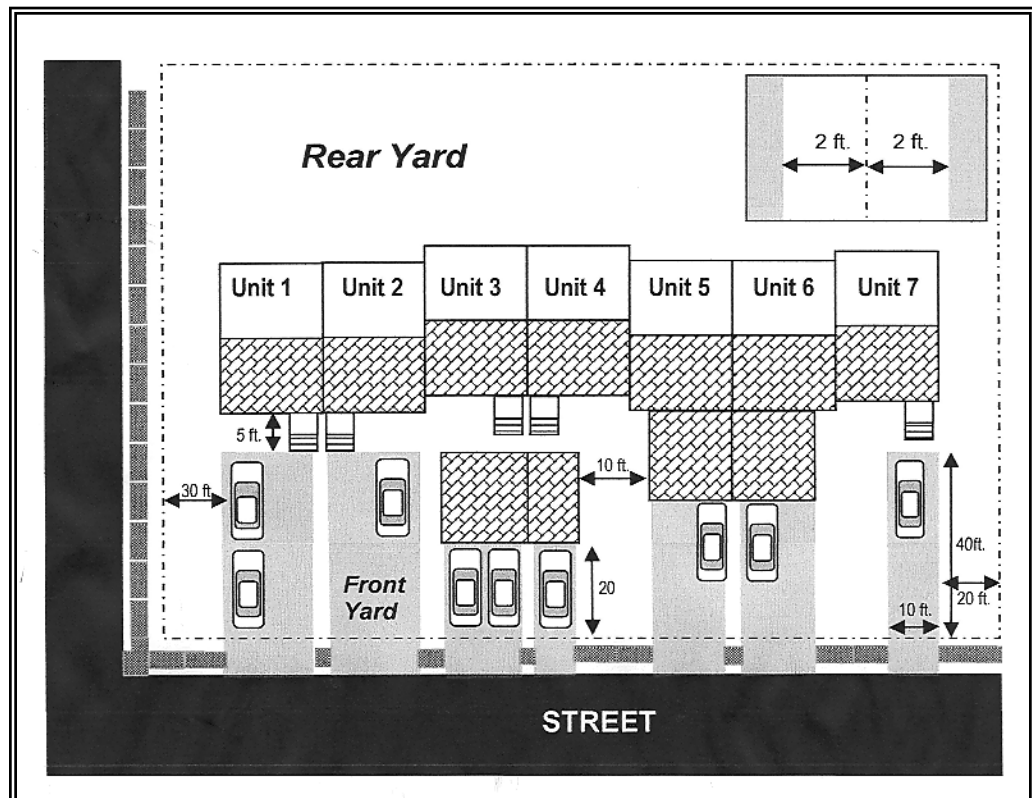 2 ft. 2 ft.
Rear Yard
Unit 1 Unit 2 Unit 3 Unit 4 Unit 5 Unit 6 Unit 7
5 ft.
10 ft.
30 ft
40ft.
Front
Yard
20
20 ft.
10 ft.
STREET